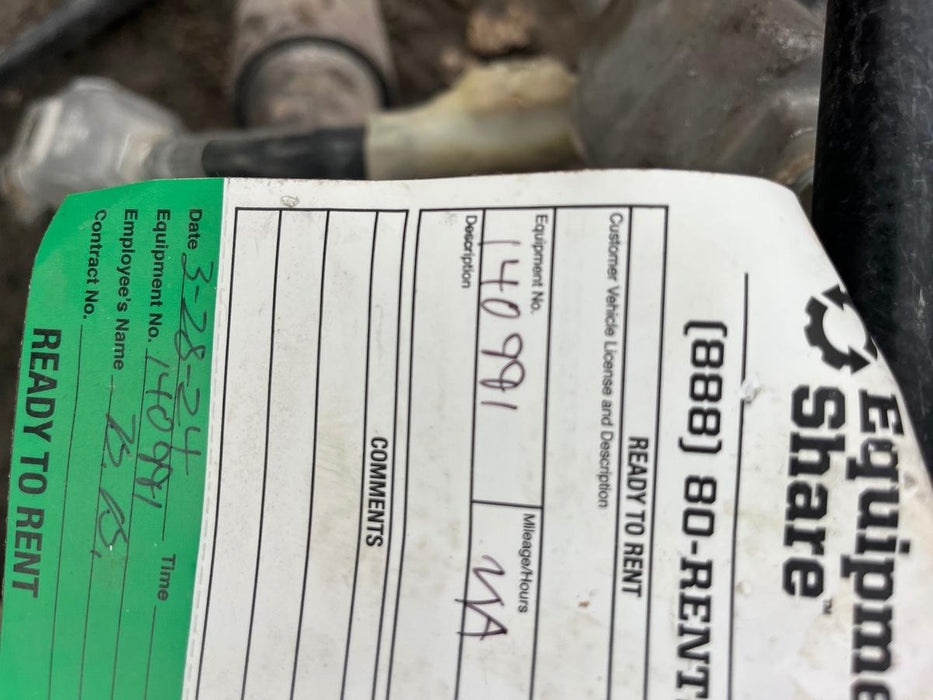 Equipme
Share™
(888) 80-RENT
READY TO RENT
Customer Vehicle License and Description
Equipment No. Mileage/Hours
140991 NA
Description
COMMENTS
Date 3-28-24 Time
Equipment No. 140991
Employee's Name B.B.
Contract No.
READY TO RENT